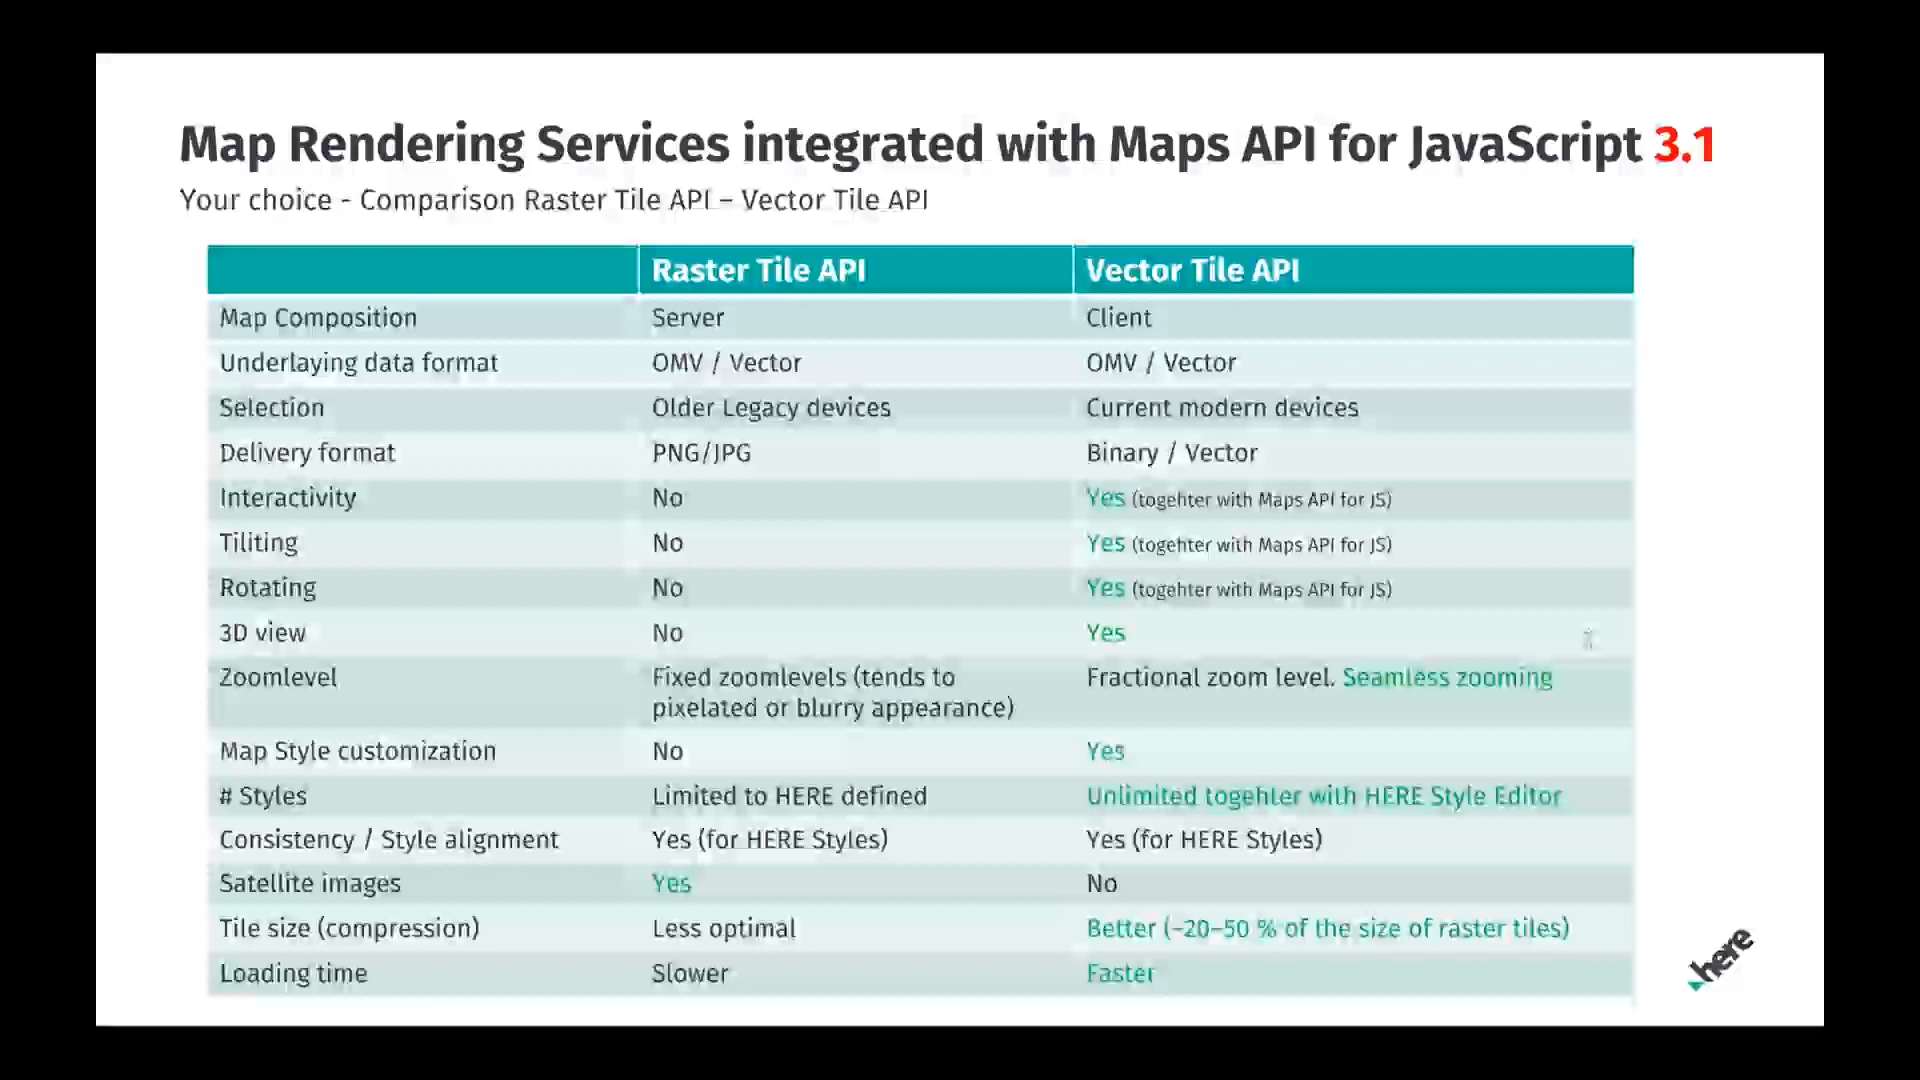 Map Rendering Services integrated with Maps API for JavaScript 3.1
Your choice - Comparison Raster Tile API – Vector Tile API
Raster Tile API Vector Tile API
Map Composition Server Client
Underlaying data format OMV / Vector OMV / Vector
Selection Older Legacy devices Current modern devices
Delivery format PNG/JPG Binary / Vector
Interactivity No Yes (togehter with Maps API for JS)
Tiliting No Yes (togehter with Maps API for JS)
Rotating No Yes (togehter with Maps API for JS)
3D view No Yes
Zoomlevel Fixed zoomlevels (tends to Fractional zoom level. Seamless zooming
pixelated or blurry appearance)
Map Style customization No Yes
# Styles Limited to HERE defined Unlimited togehter with HERE Style Editor
Consistency / Style alignment Yes (for HERE Styles) Yes (for HERE Styles)
Satellite images Yes No
Tile size (compression) Less optimal Better (~20–50 % of the size of raster tiles)
Loading time Slower Faster
here